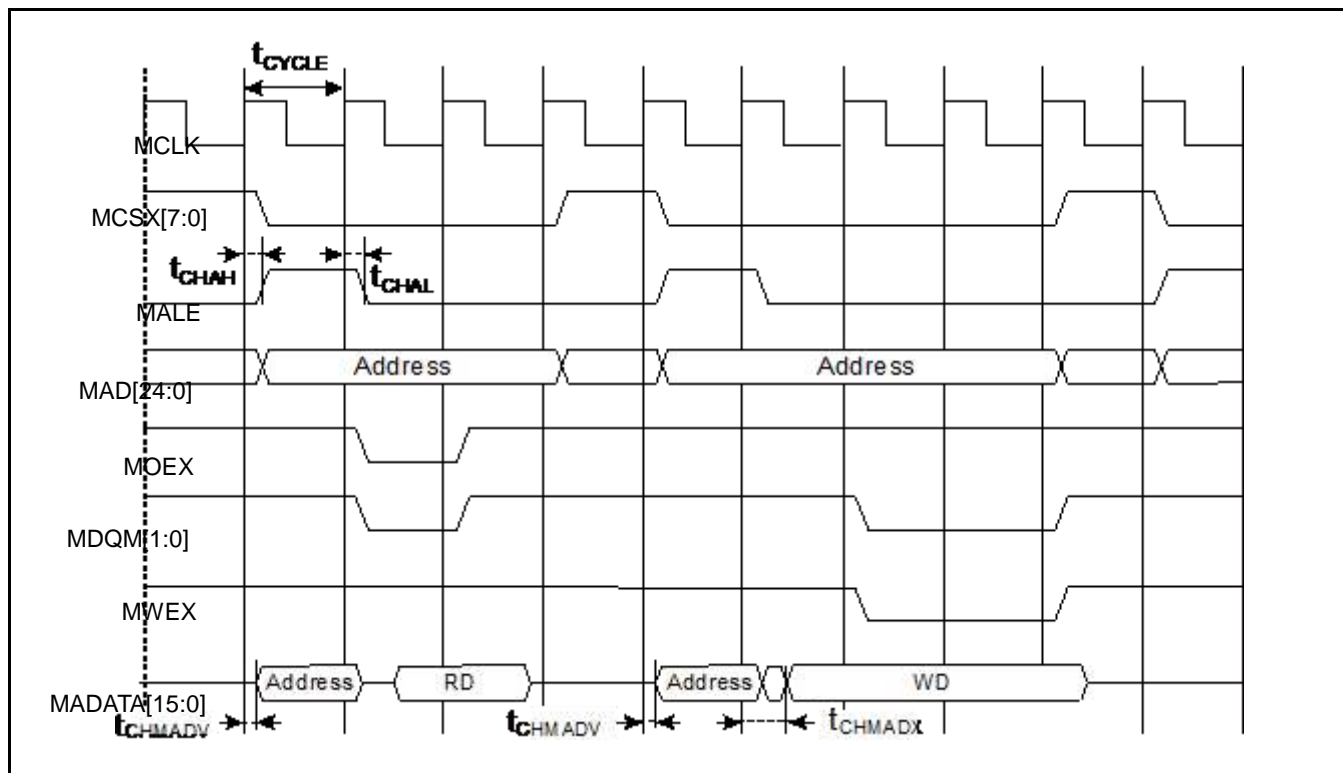 tCYCLE
MCLK
MCSX[7:0]
tCHAH
tCHAL
MALE
Address
Address
MAD[24:0]
MOEX
MDQM[1:0]
MWEX
Address
RD
Address
WD
MADATA[15:0]
tCHMADV
tCHMADV
tCHMADX